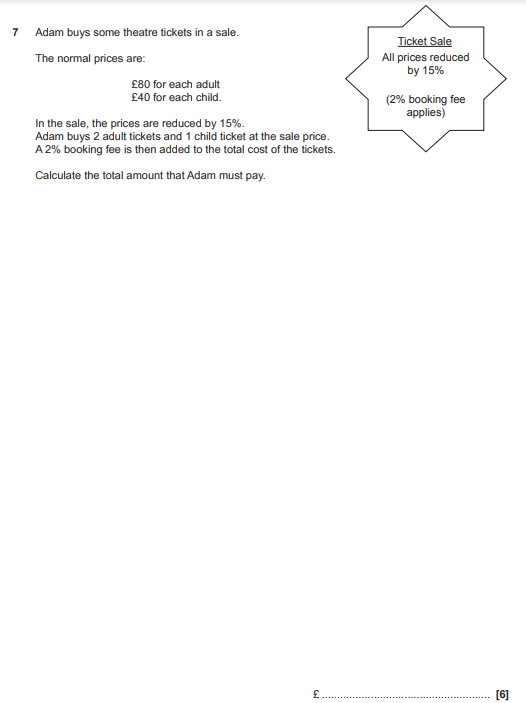 7 Adam buys some theatre tickets in a sale.
The normal prices are:
£80 for each adult
£40 for each child.
In the sale, the prices are reduced by 15%.
Adam buys 2 adult tickets and 1 child ticket at the sale price.
A 2% booking fee is then added to the total cost of the tickets.
Calculate the total amount that Adam must pay.
Ticket Sale
All prices reduced
by 15%
(2% booking fee
applies)
£ ........................................................ [6]